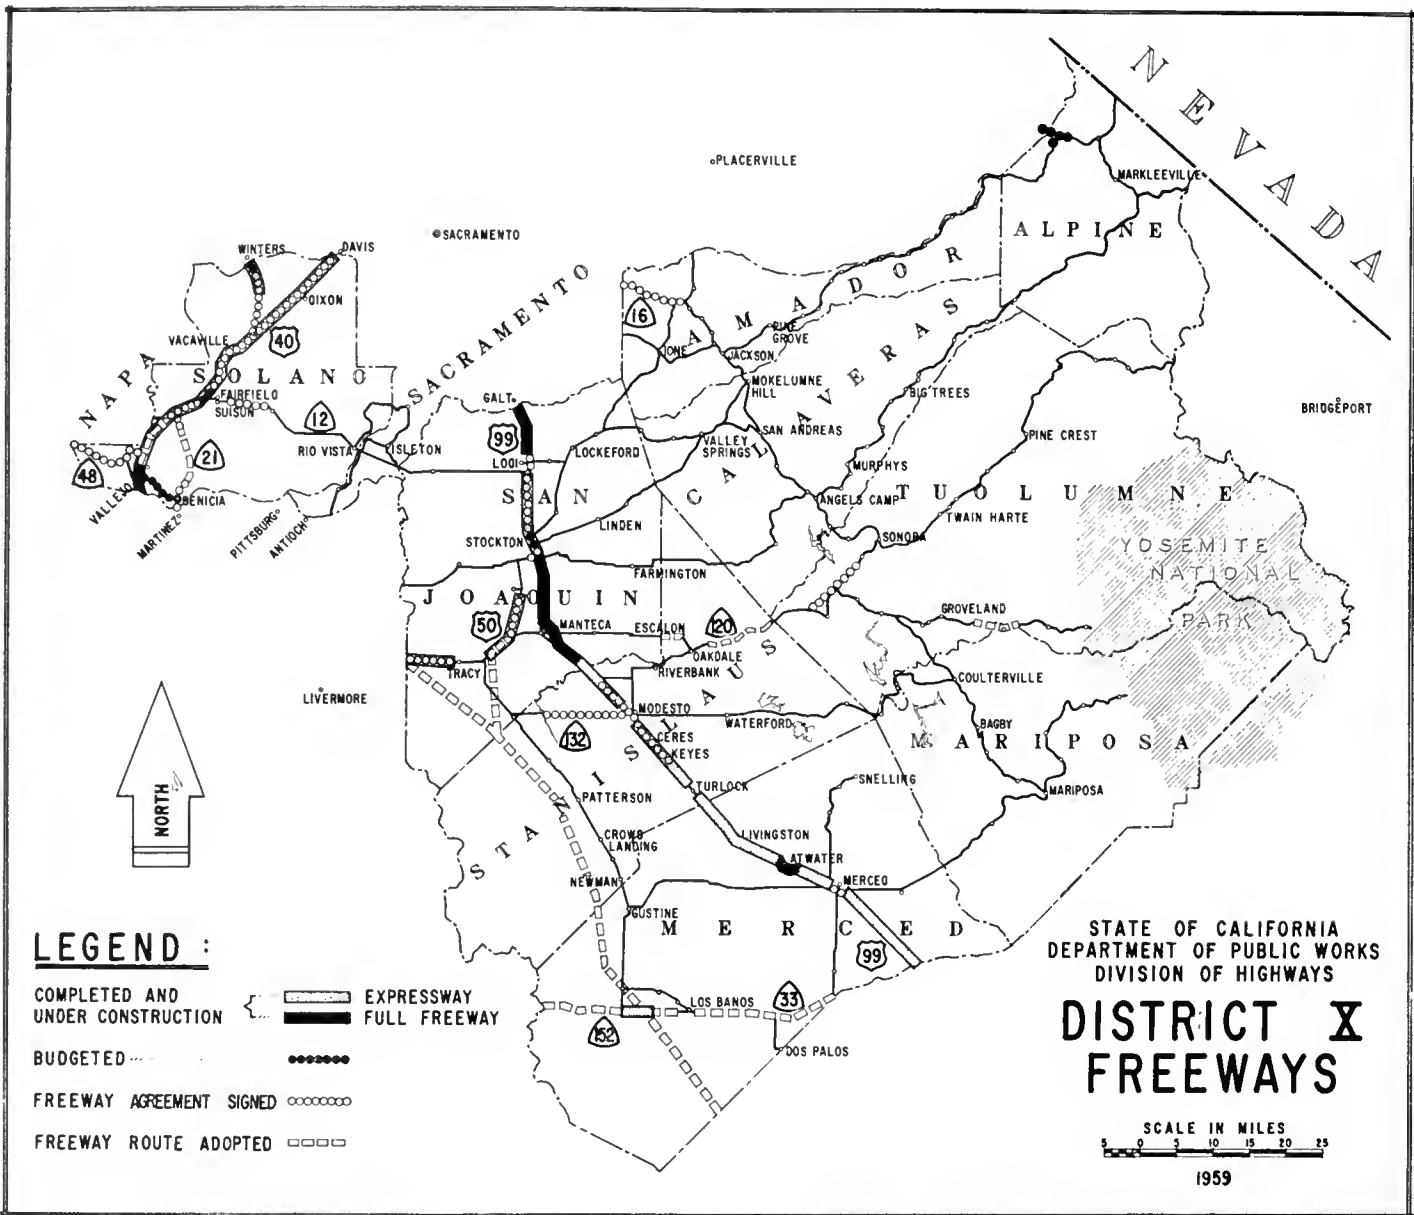 NEVADA
PLACERVILLE
MARKLEEVILLE
ALPINE
SACRAMENTO
WINTERS
DAVIS
DIXON
SACRAMENTO
AMADOR
16
PINE GROVE
IONE
JACKSON
VACAVILLE
40
NAPA
SOLANO
FAIRFIELD
SUISUN
12
GALT
MOKELUMNE
HILL
CALAVERAS
BIG TREES
BRIDGEPORT
99
RIO VISTA
ISLETON
LODI
LOCKEFORD
VALLEY
SPRINGS
SAN ANDREAS
PINE CREST
48
21
MURPHYS
VALLEJO
BENICIA
MARTINEZ
PITTSBURG
ANTIOCH
SAN
ANGELS CAMP
TUOLUMNE
TWAIN HARTE
LINDEN
STOCKTON
SONORA
YOSEMITE
NATIONAL
PARK
FARMINGTON
JOAQUIN
50
MANTECA
ESCALON
120
GROVELAND
OAKDALE
RIVERBANK
TRACY
LIVERMORE
COULTERVILLE
MODESTO
WATERFORD
132
BAGBY
CERES
KEYES
MARIPOSA
STANISLAUS
TURLOCK
SNELLING
PATTERSON
MARIPOSA
NORTH
CROWS
LANDING
LIVINGSTON
ATWATER
NEWMAN
MERCED
GUSTINE
MERCED
99
LOS BANOS
33
152
DOS PALOS
LEGEND :
COMPLETED AND
UNDER CONSTRUCTION
EXPRESSWAY
FULL FREEWAY
BUDGETED
FREEWAY AGREEMENT SIGNED
FREEWAY ROUTE ADOPTED
STATE OF CALIFORNIA
DEPARTMENT OF PUBLIC WORKS
DIVISION OF HIGHWAYS
DISTRICT X
FREEWAYS
SCALE IN MILES
5 0 5 10 15 20 25
1959